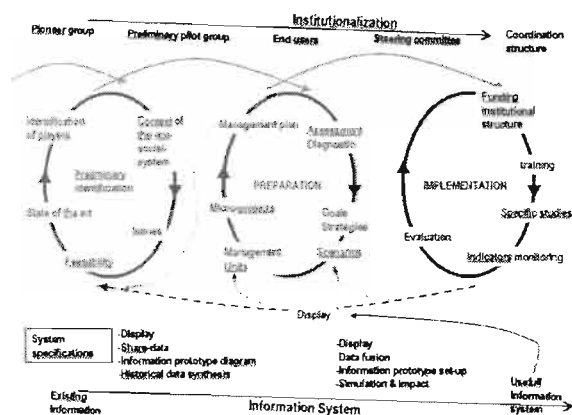 Institutionalization
Pioneer group
Preliminary pilot group
End users
Steering committee
Coordination
structure
Identification
of players
Context of
the eco-
social-
system
Preliminary
identification
State of the art
Issues
Feasibility
Management plan
Assessment
Diagnostic
PREPARATION
Goals
Strategies
Management
Units
Scenarios
Funding
institutional
structure
training
IMPLEMENTATION
Specific studies
Evaluation
Indicators monitoring
Display
System
specifications
-Display
-Share-data
-Information prototype diagram
-Historical data synthesis
-Display
Data fusion
-Information prototype set-up
-Simulation & impact
Existing
information
Information System
Usefull
Information
system